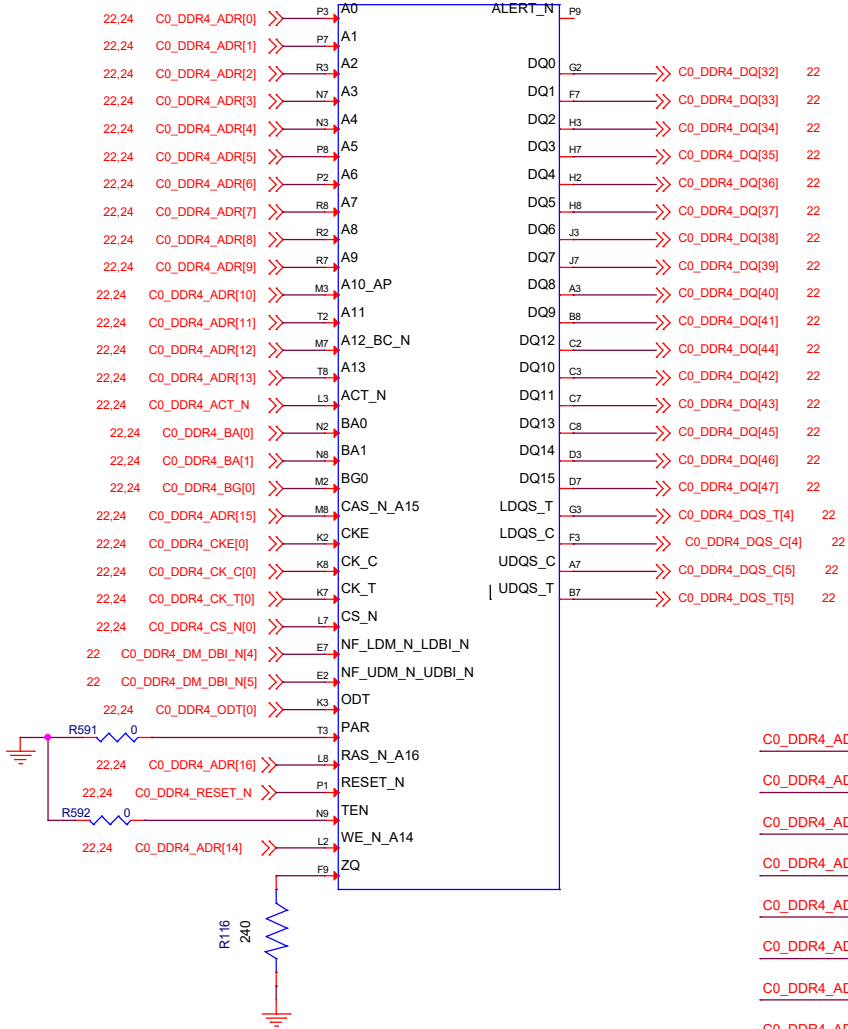 22,24 C0_DDR4_ADR[0] P3 A0 ALERT_N P9
22,24 C0_DDR4_ADR[1] P7 A1
22,24 C0_DDR4_ADR[2] R3 A2 DQ0 G2 C0_DDR4_DQ[32] 22
22,24 C0_DDR4_ADR[3] N7 A3 DQ1 F7 C0_DDR4_DQ[33] 22
22,24 C0_DDR4_ADR[4] N3 A4 DQ2 H3 C0_DDR4_DQ[34] 22
22,24 C0_DDR4_ADR[5] P8 A5 DQ3 H7 C0_DDR4_DQ[35] 22
22,24 C0_DDR4_ADR[6] P2 A6 DQ4 H2 C0_DDR4_DQ[36] 22
22,24 C0_DDR4_ADR[7] R8 A7 DQ5 H8 C0_DDR4_DQ[37] 22
22,24 C0_DDR4_ADR[8] R2 A8 DQ6 J3 C0_DDR4_DQ[38] 22
22,24 C0_DDR4_ADR[9] R7 A9 DQ7 J7 C0_DDR4_DQ[39] 22
22,24 C0_DDR4_ADR[10] M3 A10_AP DQ8 A3 C0_DDR4_DQ[40] 22
22,24 C0_DDR4_ADR[11] T2 A11 DQ9 B8 C0_DDR4_DQ[41] 22
22,24 C0_DDR4_ADR[12] M7 A12_BC_N DQ12 C2 C0_DDR4_DQ[44] 22
22,24 C0_DDR4_ADR[13] T8 A13 DQ10 C3 C0_DDR4_DQ[42] 22
22,24 C0_DDR4_ACT_N L3 ACT_N DQ11 C7 C0_DDR4_DQ[43] 22
22,24 C0_DDR4_BA[0] N2 BA0 DQ13 C8 C0_DDR4_DQ[45] 22
22,24 C0_DDR4_BA[1] N8 BA1 DQ14 D3 C0_DDR4_DQ[46] 22
22,24 C0_DDR4_BG[0] M2 BG0 DQ15 D7 C0_DDR4_DQ[47] 22
22,24 C0_DDR4_ADR[15] M8 CAS_N_A15 LDQS_T G3 C0_DDR4_DQS_T[4] 22
22,24 C0_DDR4_CKE[0] K2 CKE LDQS_C F3 C0_DDR4_DQS_C[4] 22
22,24 C0_DDR4_CK_C[0] K8 CK_C UDQS_C A7 C0_DDR4_DQS_C[5] 22
22,24 C0_DDR4_CK_T[0] K7 CK_T UDQS_T B7 C0_DDR4_DQS_T[5] 22
22,24 C0_DDR4_CS_N[0] L7 CS_N
22 C0_DDR4_DM_DBI_N[4] E7 NF_LDM_N_LDBI_N
22 C0_DDR4_DM_DBI_N[5] E2 NF_UDM_N_UDBI_N
22,24 C0_DDR4_ODT[0] K3 ODT
R591 0 T3 PAR
22,24 C0_DDR4_ADR[16] L8 RAS_N_A16
22,24 C0_DDR4_RESET_N P1 RESET_N
R592 0 N9 TEN
22,24 C0_DDR4_ADR[14] L2 WE_N_A14
F9 ZQ
R116
240
C0_DDR4_AD
C0_DDR4_AD
C0_DDR4_AD
C0_DDR4_AD
C0_DDR4_AD
C0_DDR4_AD
C0_DDR4_AD
C0_DDR4_AD